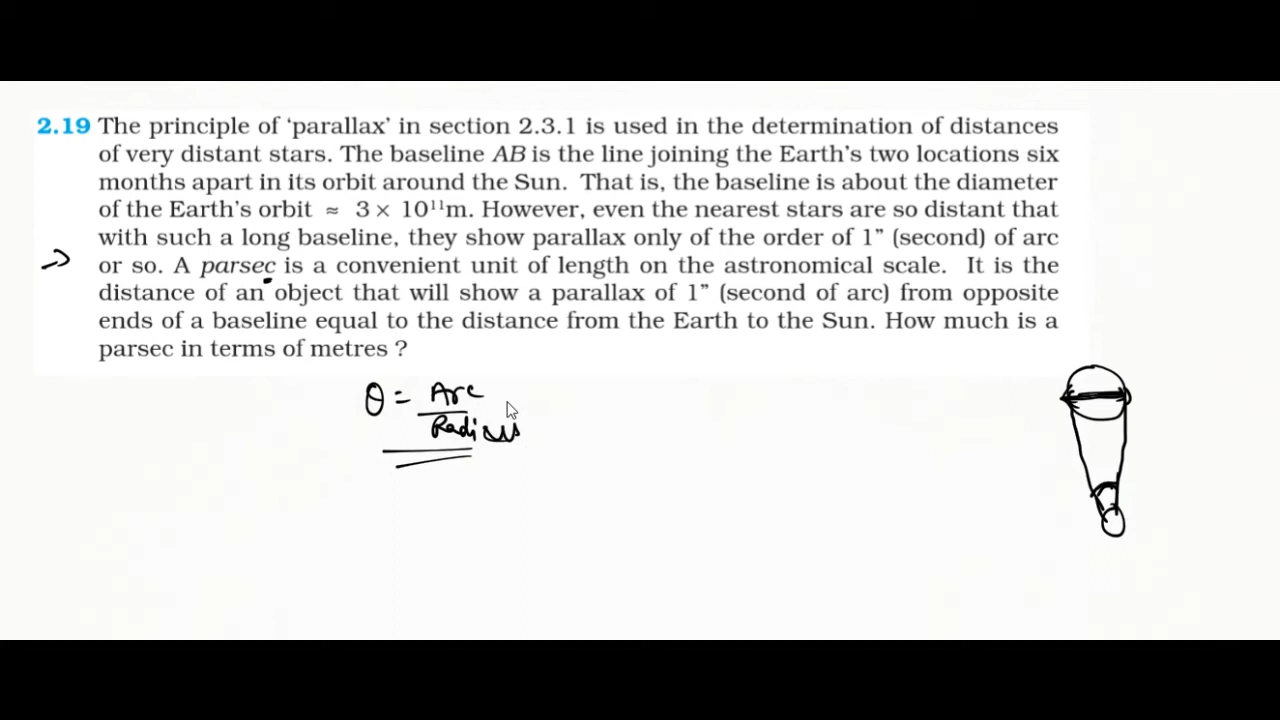 2.19 The principle of ‘parallax’ in section 2.3.1 is used in the determination of distances
of very distant stars. The baseline AB is the line joining the Earth’s two locations six
months apart in its orbit around the Sun. That is, the baseline is about the diameter
of the Earth’s orbit ≈ 3 × 10¹¹m. However, even the nearest stars are so distant that
with such a long baseline, they show parallax only of the order of 1” (second) of arc
or so. A parsec is a convenient unit of length on the astronomical scale. It is the
distance of an object that will show a parallax of 1” (second of arc) from opposite
ends of a baseline equal to the distance from the Earth to the Sun. How much is a
parsec in terms of metres ?
θ = Arc
Radius